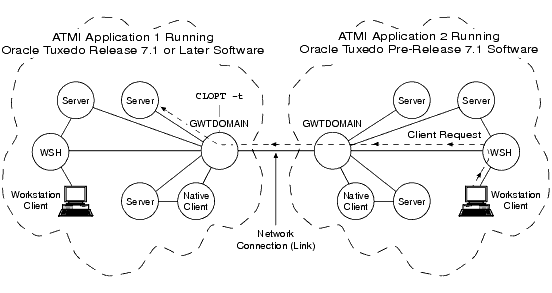 ATMI Application 1 Running
Oracle Tuxedo Release 7.1 or Later Software
ATMI Application 2 Running
Oracle Tuxedo Pre-Release 7.1 Software
CLOPT -t
Server
Server
GWTDOMAIN
WSH
Workstation
Client
Server
Native
Client
Network
Connection (Link)
GWTDOMAIN
Server
Server
Client Request
WSH
Native
Client
Server
Workstation
Client